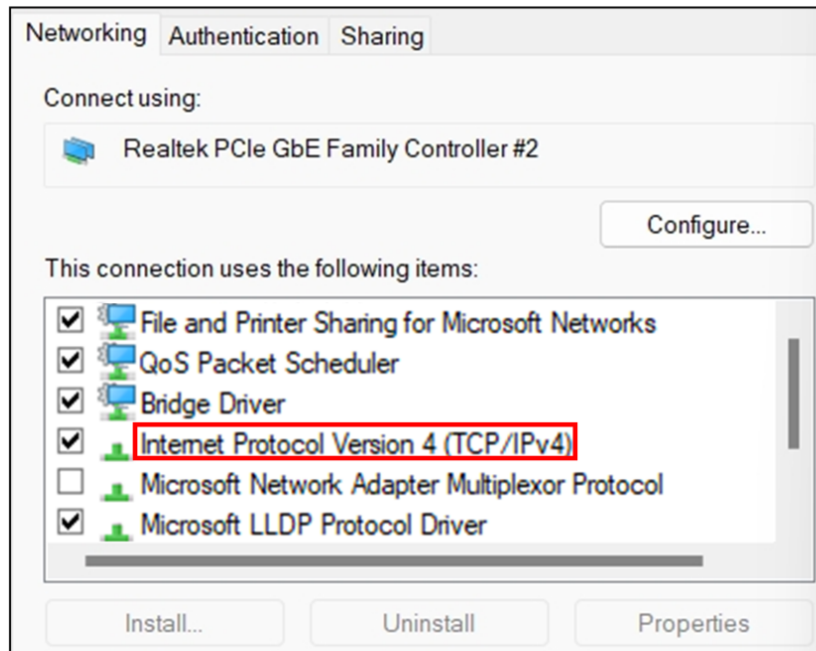 Networking Authentication Sharing
Connect using:
Realtek PCIe GbE Family Controller #2
Configure...
This connection uses the following items:
File and Printer Sharing for Microsoft Networks
QoS Packet Scheduler
Bridge Driver
Internet Protocol Version 4 (TCP/IPv4)
Microsoft Network Adapter Multiplexor Protocol
Microsoft LLDP Protocol Driver
Install... Uninstall Properties